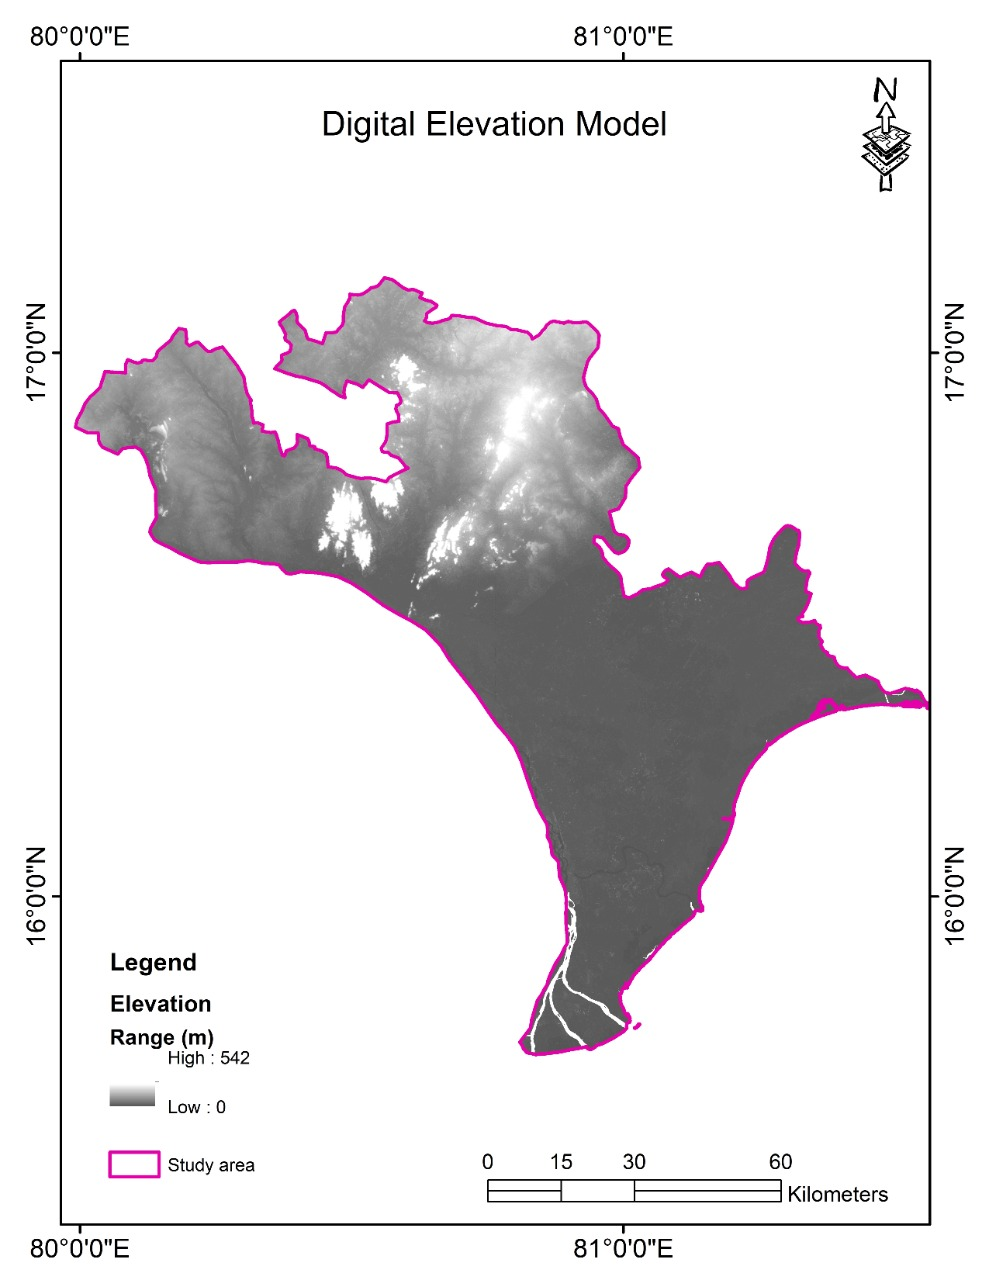 80°0'0"E 81°0'0"E
N
Digital Elevation Model
17°0'0"N 17°0'0"N
16°0'0"N 16°0'0"N
Legend
Elevation
Range (m)
High : 542
Low : 0
Study area
0 15 30 60
Kilometers
80°0'0"E 81°0'0"E